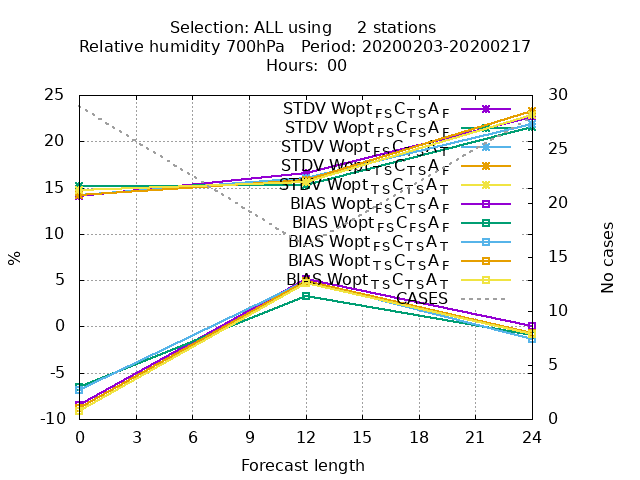 Selection: ALL using 2 stations
Relative humidity 700hPa Period: 20200203-20200217
Hours: 00
25
20
15
10
5
0
-5
-10
%
30
25
20
15
10
5
0
No cases
STDV Wopt FS C TS A F
STDV Wopt FS C FS A F
STDV Wopt FS C TS A T
STDV Wopt TS C TS A F
STDV Wopt TS C TS A T
BIAS Wopt FS C TS A F
BIAS Wopt FS C FS A F
BIAS Wopt FS C TS A T
BIAS Wopt TS C TS A F
BIAS Wopt TS C TS A T
CASES
0 3 6 9 12 15 18 21 24
Forecast length